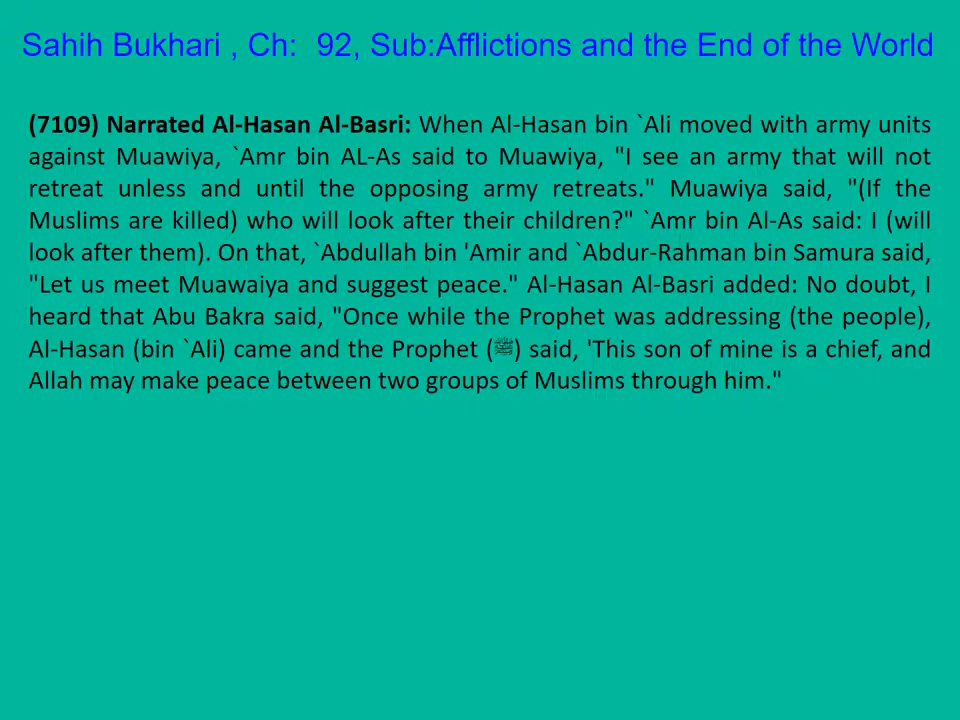 Sahih Bukhari , Ch:  92, Sub:Afflictions and the End of the World
(7109) Narrated Al-Hasan Al-Basri: When Al-Hasan bin `Ali moved with army units
against Muawiya, `Amr bin AL-As said to Muawiya, "I see an army that will not
retreat unless and until the opposing army retreats." Muawiya said, "(If the
Muslims are killed) who will look after their children?" `Amr bin Al-As said: I (will
look after them). On that, `Abdullah bin 'Amir and `Abdur-Rahman bin Samura said,
"Let us meet Muawaiya and suggest peace." Al-Hasan Al-Basri added: No doubt, I
heard that Abu Bakra said, "Once while the Prophet was addressing (the people),
Al-Hasan (bin `Ali) came and the Prophet (ﷺ) said, 'This son of mine is a chief, and
Allah may make peace between two groups of Muslims through him."